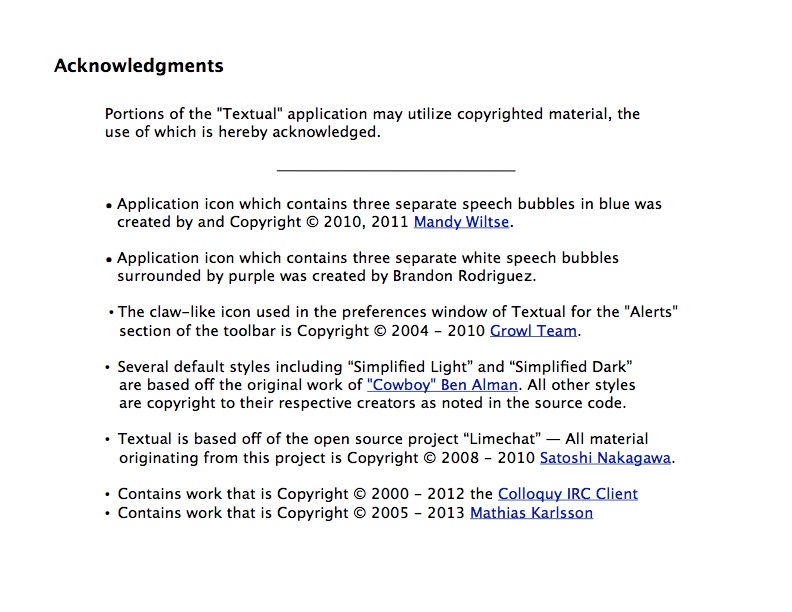 Acknowledgments
Portions of the "Textual" application may utilize copyrighted material, the
use of which is hereby acknowledged.
• Application icon which contains three separate speech bubbles in blue was
created by and Copyright © 2010, 2011 Mandy Wiltse.
• Application icon which contains three separate white speech bubbles
surrounded by purple was created by Brandon Rodriguez.
• The claw-like icon used in the preferences window of Textual for the "Alerts"
section of the toolbar is Copyright © 2004 - 2010 Growl Team.
• Several default styles including “Simplified Light” and “Simplified Dark”
are based off the original work of "Cowboy" Ben Alman. All other styles
are copyright to their respective creators as noted in the source code.
• Textual is based off of the open source project “Limechat” — All material
originating from this project is Copyright © 2008 - 2010 Satoshi Nakagawa.
• Contains work that is Copyright © 2000 - 2012 the Colloquy IRC Client
• Contains work that is Copyright © 2005 - 2013 Mathias Karlsson